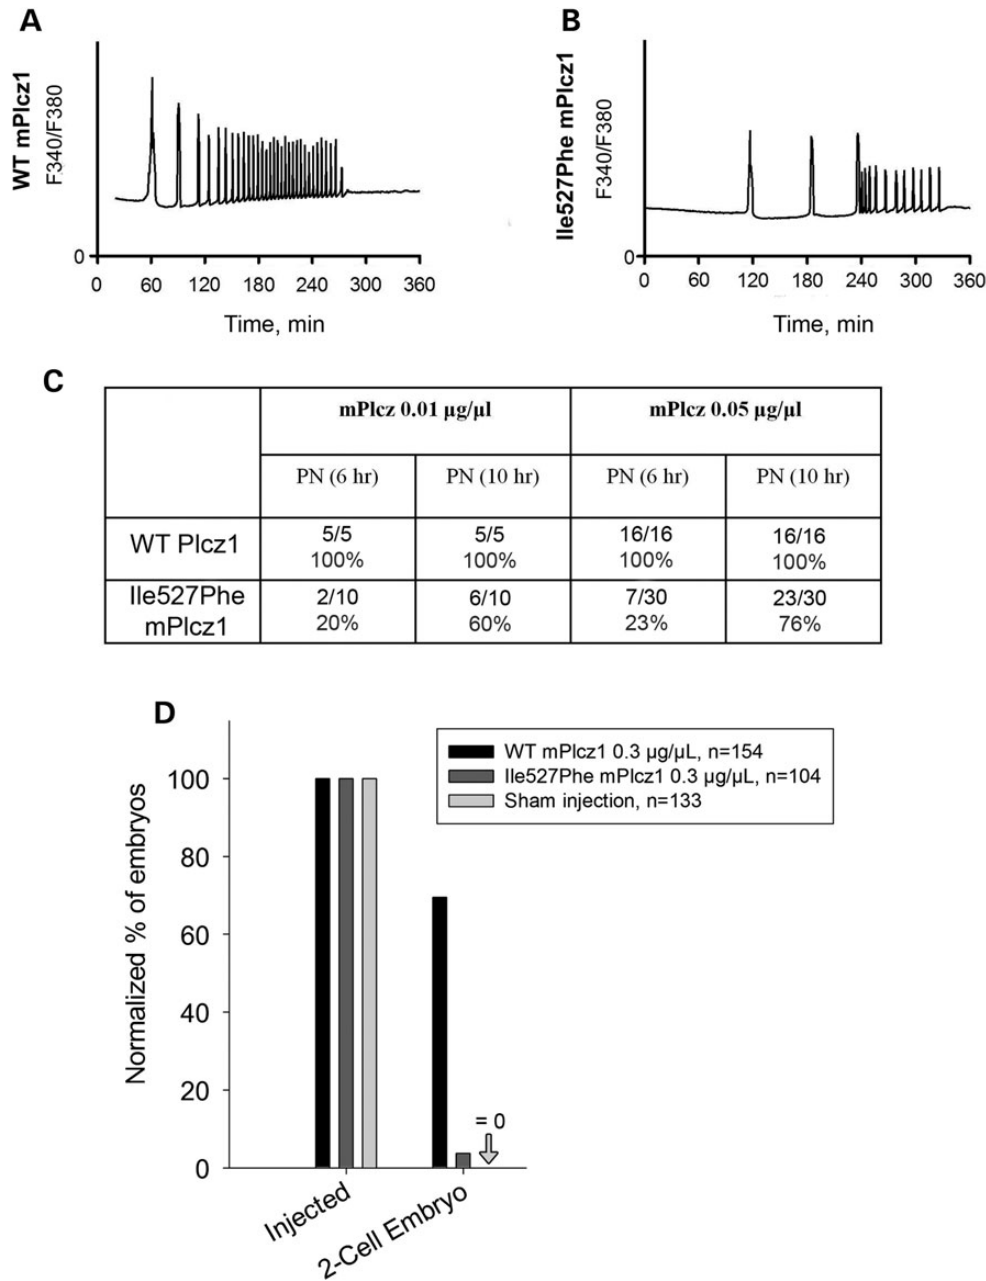 A
WT mPlcz1
F340/F380
0
0 60 120 180 240 300 360
Time, min
B
Ile527Phe mPlcz1
F340/F380
0
0 60 120 180 240 300 360
Time, min
C
mPlcz 0.01 µg/µl mPlcz 0.05 µg/µl
PN (6 hr) PN (10 hr) PN (6 hr) PN (10 hr)
WT Plcz1 5/5 5/5 16/16 16/16
100% 100% 100% 100%
Ile527Phe 2/10 6/10 7/30 23/30
mPlcz1 20% 60% 23% 76%
D
WT mPlcz1 0.3 µg/µL, n=154
Ile527Phe mPlcz1 0.3 µg/µL, n=104
Sham injection, n=133
Normalized % of embryos
100
80
60
40
20
0
= 0
Injected
2-Cell Embryo